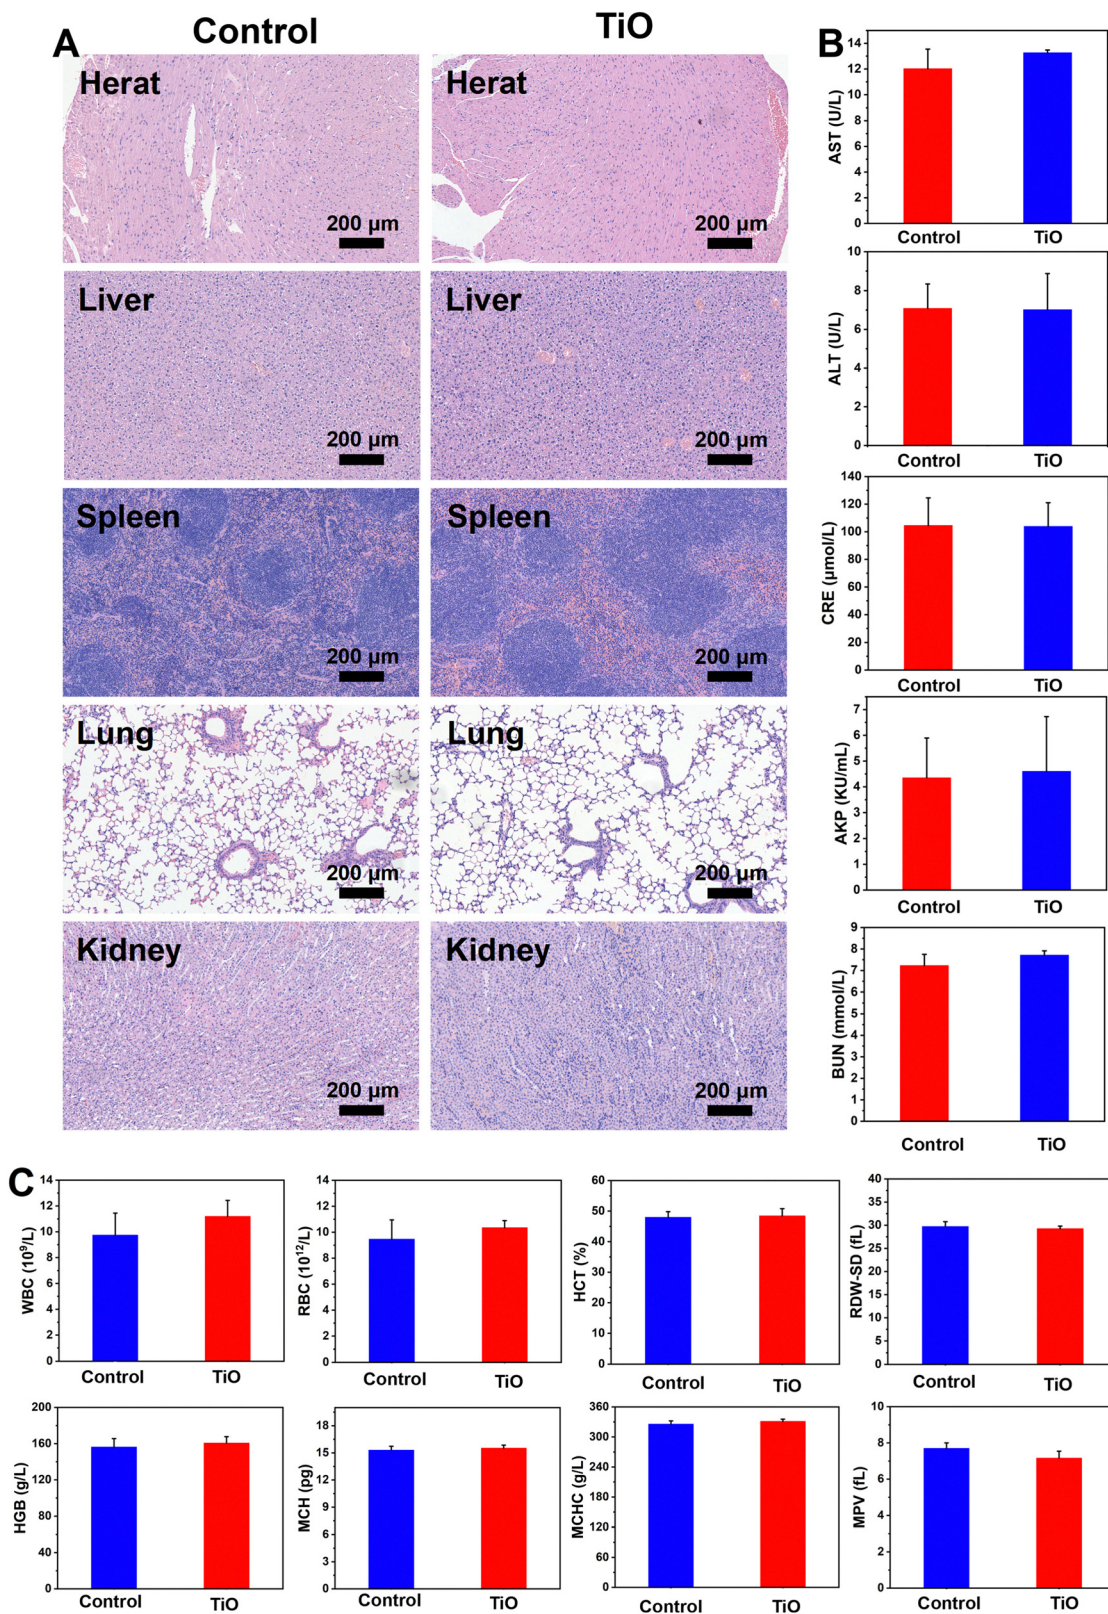 A
Control
TiO
B
Herat
Herat
200 μm
200 μm
Liver
Liver
200 μm
200 μm
Spleen
Spleen
200 μm
200 μm
Lung
Lung
200 μm
200 μm
Kidney
Kidney
200 μm
200 μm
AST (U/L)
14
12
10
8
6
4
2
0
Control
TiO
ALT (U/L)
10
8
6
4
2
0
Control
TiO
CRE (μmol/L)
140
120
100
80
60
40
20
0
Control
TiO
AKP (KU/mL)
7
6
5
4
3
2
1
0
Control
TiO
BUN (mmol/L)
9
8
7
6
5
4
3
2
1
0
Control
TiO
C
WBC (10⁹/L)
14
12
10
8
6
4
2
0
Control
TiO
RBC (10¹²/L)
14
12
10
8
6
4
2
0
Control
TiO
HCT (%)
60
50
40
30
20
10
0
Control
TiO
RDW-SD (fL)
40
35
30
25
20
15
10
5
0
Control
TiO
HGB (g/L)
200
160
120
80
40
0
Control
TiO
MCH (pg)
18
15
12
9
6
3
0
Control
TiO
MCHC (g/L)
360
300
240
180
120
60
0
Control
TiO
MPV (fL)
10
8
6
4
2
0
Control
TiO